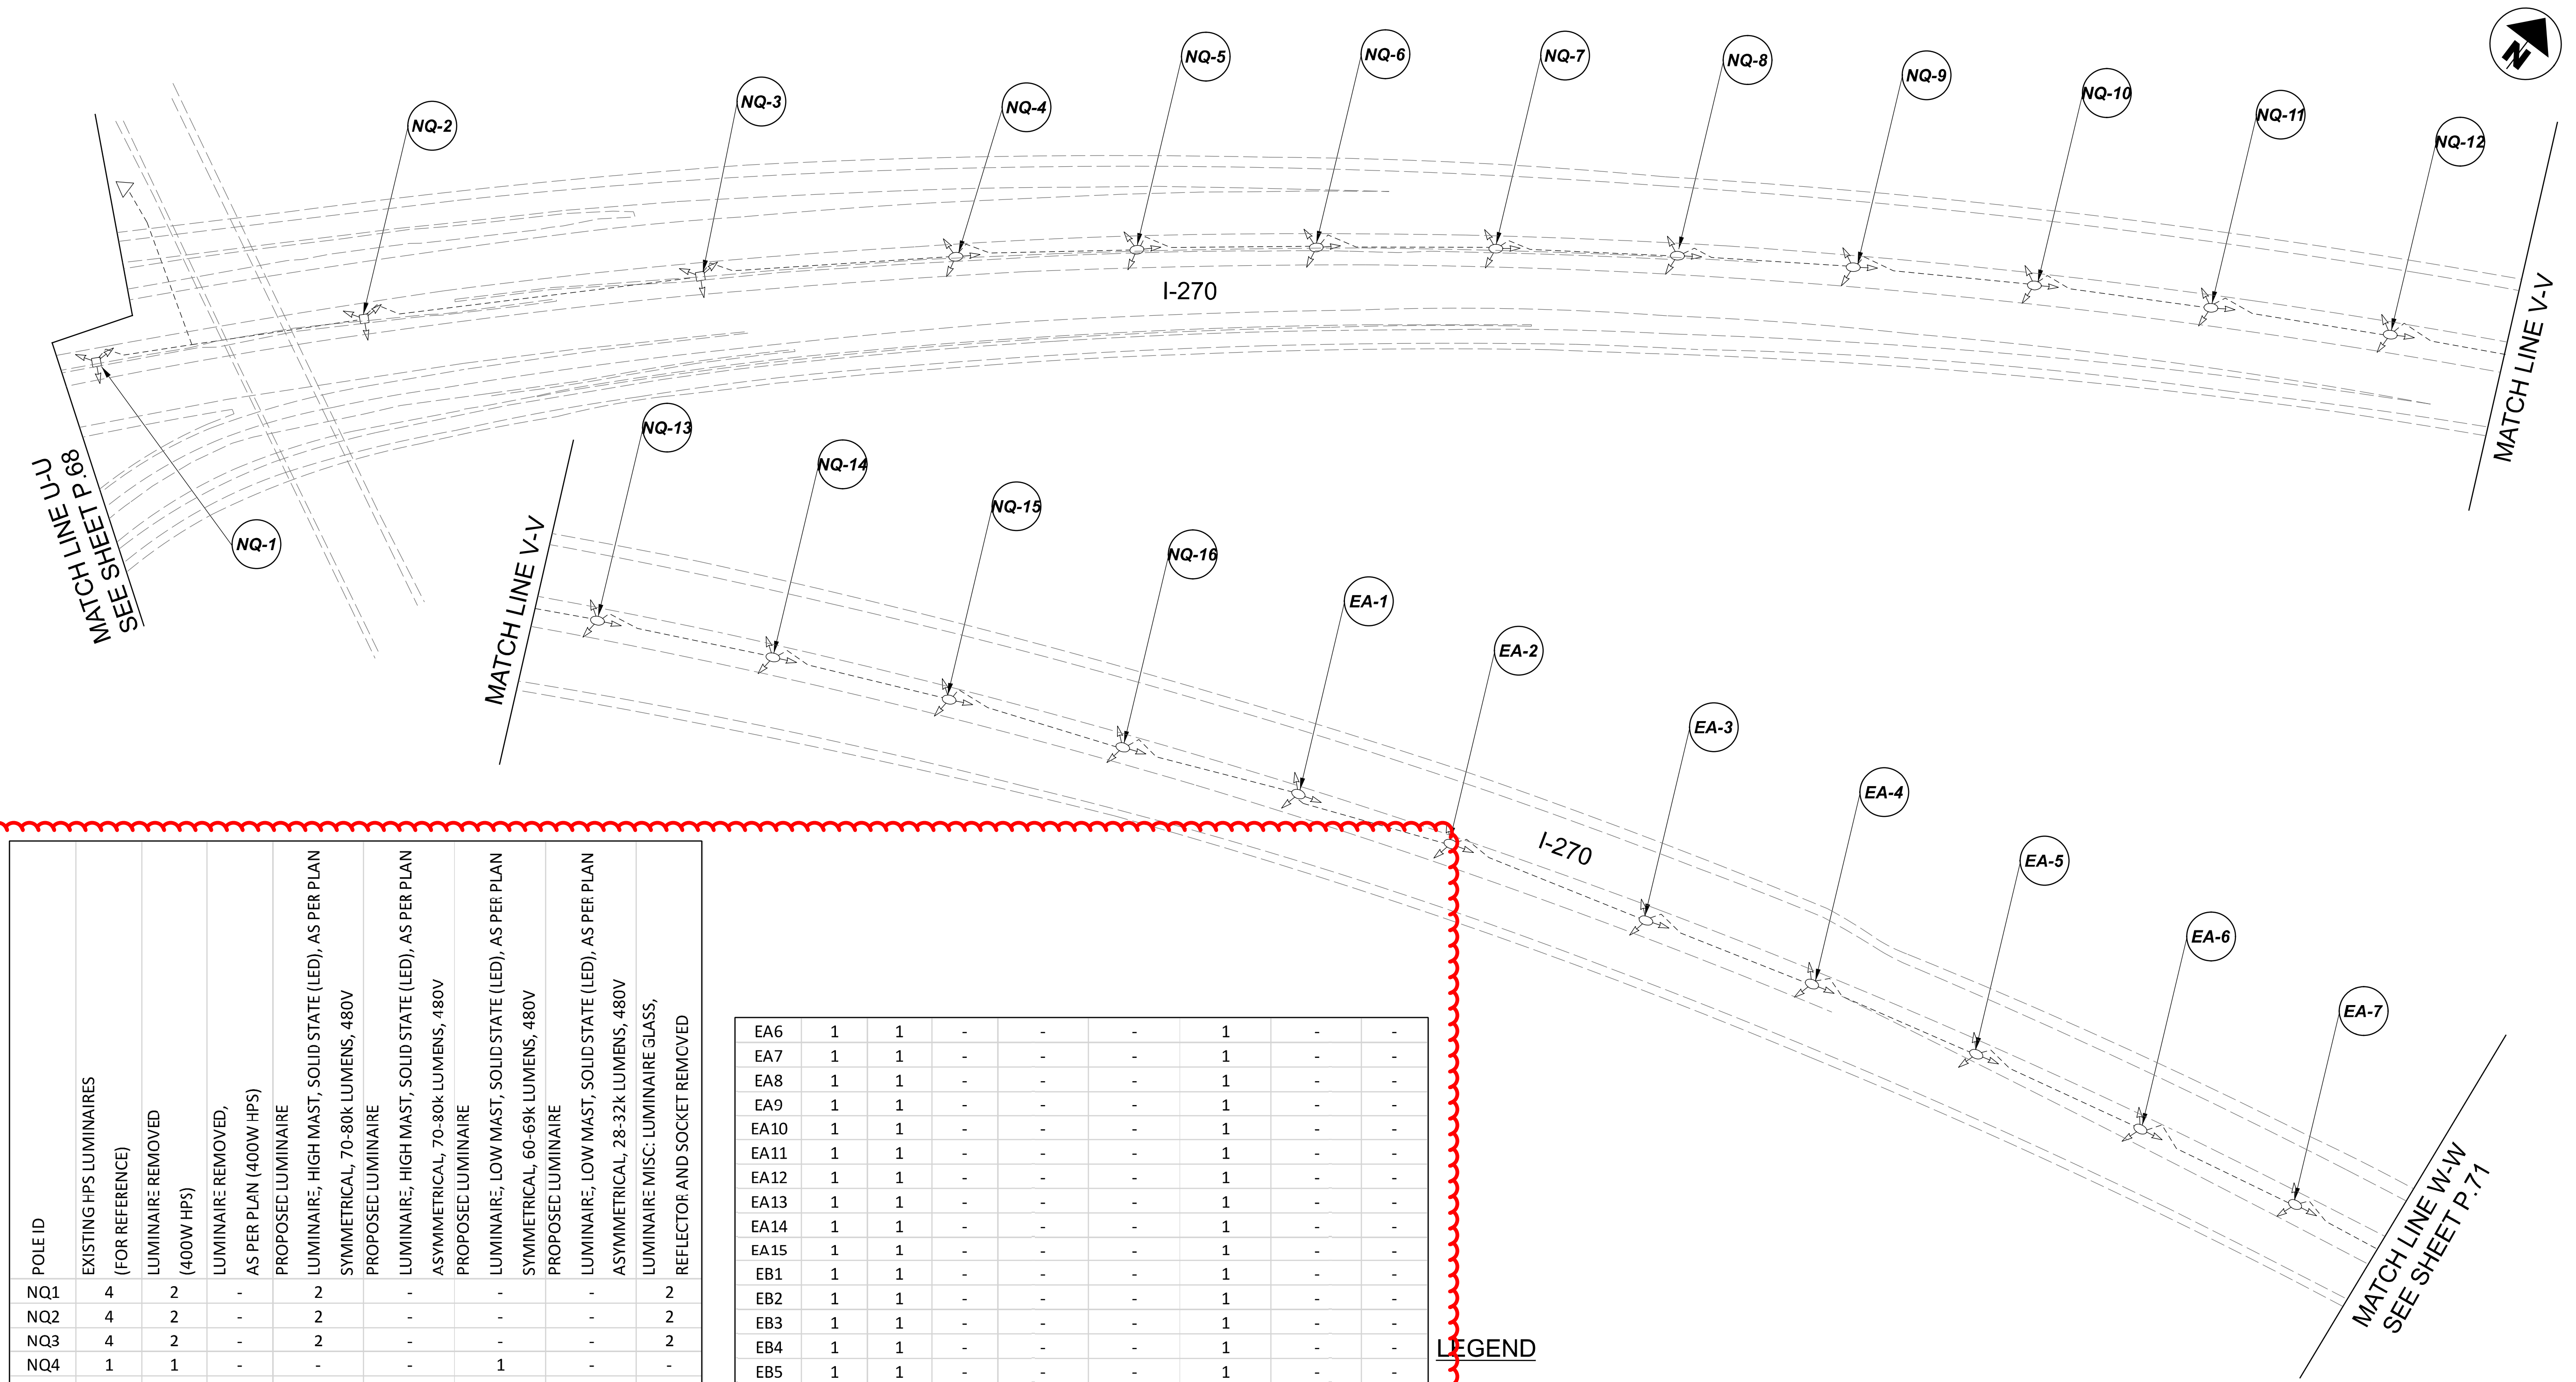 N
NQ-2
NQ-3
NQ-4
NQ-5
NQ-6
NQ-7
NQ-8
NQ-9
NQ-10
NQ-11
NQ-12
I-270
MATCH LINE U-U
SEE SHEET P.68
NQ-1
MATCH LINE V-V
MATCH LINE V-V
NQ-13
NQ-14
NQ-15
NQ-16
EA-1
EA-2
EA-3
EA-4
EA-5
EA-6
EA-7
I-270
MATCH LINE W-W
SEE SHEET P.71
POLE ID
EXISTING HPS LUMINAIRES
(FOR REFERENCE)
LUMINAIRE REMOVED
(400W HPS)
LUMINAIRE REMOVED,
AS PER PLAN (400W HPS)
PROPOSED LUMINAIRE
LUMINAIRE, HIGH MAST, SOLID STATE (LED), AS PER PLAN
SYMMETRICAL, 70-80k LUMENS, 480V
PROPOSED LUMINAIRE
LUMINAIRE, HIGH MAST, SOLID STATE (LED), AS PER PLAN
ASYMMETRICAL, 70-80k LUMENS, 480V
PROPOSED LUMINAIRE
LUMINAIRE, LOW MAST, SOLID STATE (LED), AS PER PLAN
SYMMETRICAL, 60-69k LUMENS, 480V
PROPOSED LUMINAIRE
LUMINAIRE, LOW MAST, SOLID STATE (LED), AS PER PLAN
ASYMMETRICAL, 28-32k LUMENS, 480V
LUMINAIRE MISC: LUMINAIRE GLASS,
REFLECTOR AND SOCKET REMOVED
NQ1 4 2 - 2 - - - 2
NQ2 4 2 - 2 - - - 2
NQ3 4 2 - 2 - - - 2
NQ4 1 1 - - - 1 - -
EA6 1 1 - - - 1 - -
EA7 1 1 - - - 1 - -
EA8 1 1 - - - 1 - -
EA9 1 1 - - - 1 - -
EA10 1 1 - - - 1 - -
EA11 1 1 - - - 1 - -
EA12 1 1 - - - 1 - -
EA13 1 1 - - - 1 - -
EA14 1 1 - - - 1 - -
EA15 1 1 - - - 1 - -
EB1 1 1 - - - 1 - -
EB2 1 1 - - - 1 - -
EB3 1 1 - - - 1 - -
EB4 1 1 - - - 1 - -
EB5 1 1 - - - 1 - -
LEGEND